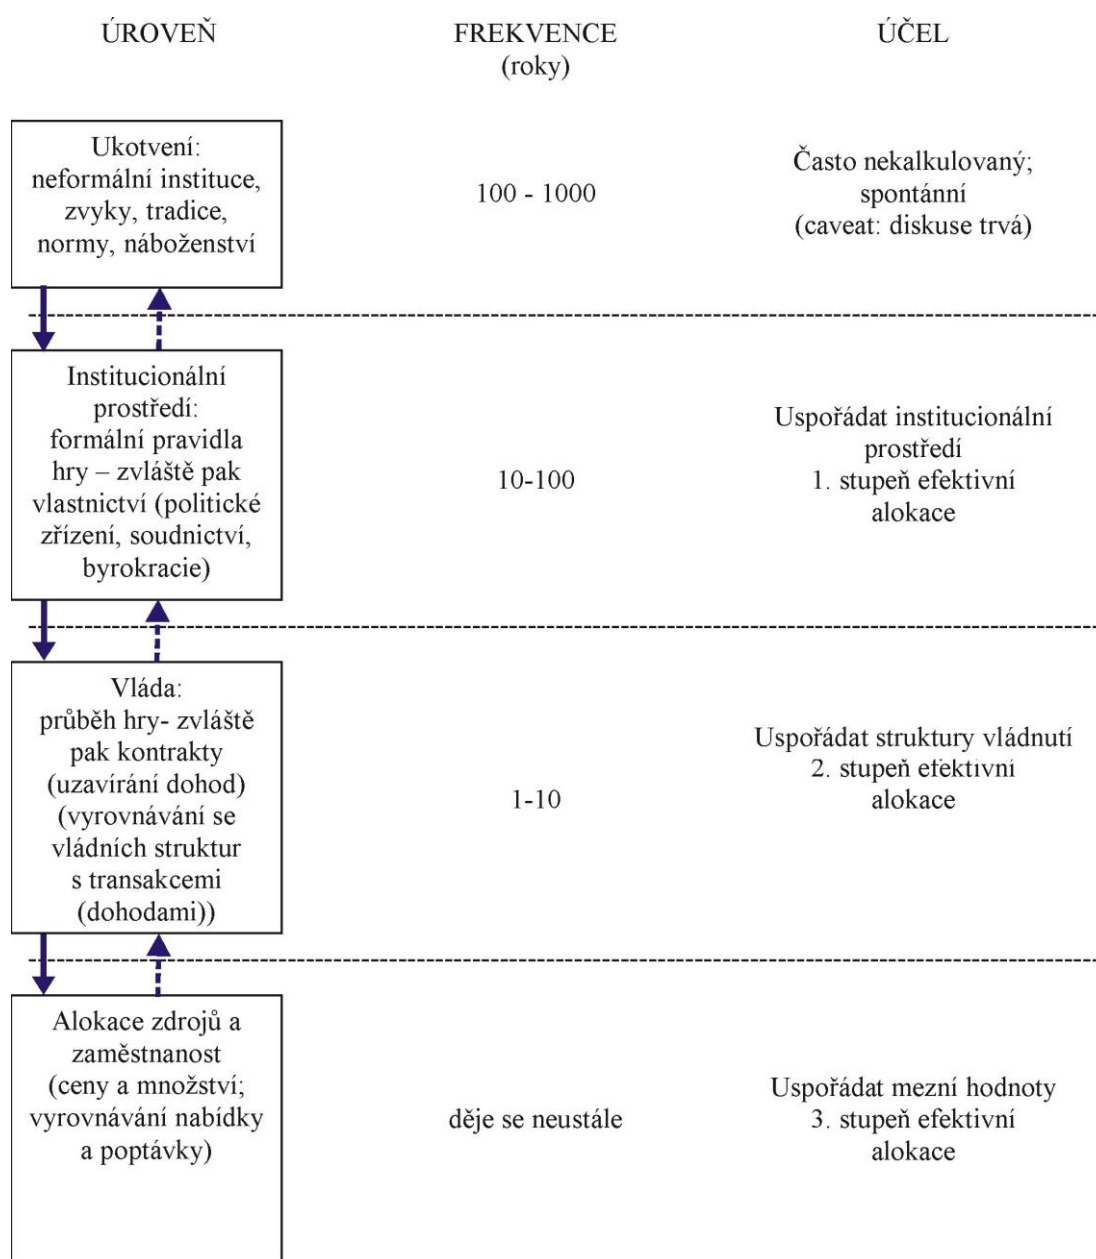 ÚROVEŇ
FREKVENCE
(roky)
ÚČEL
Ukotvení:
neformální instituce,
zvyky, tradice,
normy, náboženství
100 - 1000
Často nekalkulovaný;
spontánní
(caveat: diskuse trvá)
Institucionální
prostředí:
formální pravidla
hry – zvláště pak
vlastnictví (politické
zřízení, soudnictví,
byrokracie)
10-100
Uspořádat institucionální
prostředí
1. stupeň efektivní
alokace
Vláda:
průběh hry- zvláště
pak kontrakty
(uzavírání dohod)
(vyrovnávání se
vládních struktur
s transakcemi
(dohodami))
1-10
Uspořádat struktury vládnutí
2. stupeň efektivní
alokace
Alokace zdrojů a
zaměstnanost
(ceny a množství;
vyrovnávání nabídky
a poptávky)
děje se neustále
Uspořádat mezní hodnoty
3. stupeň efektivní
alokace